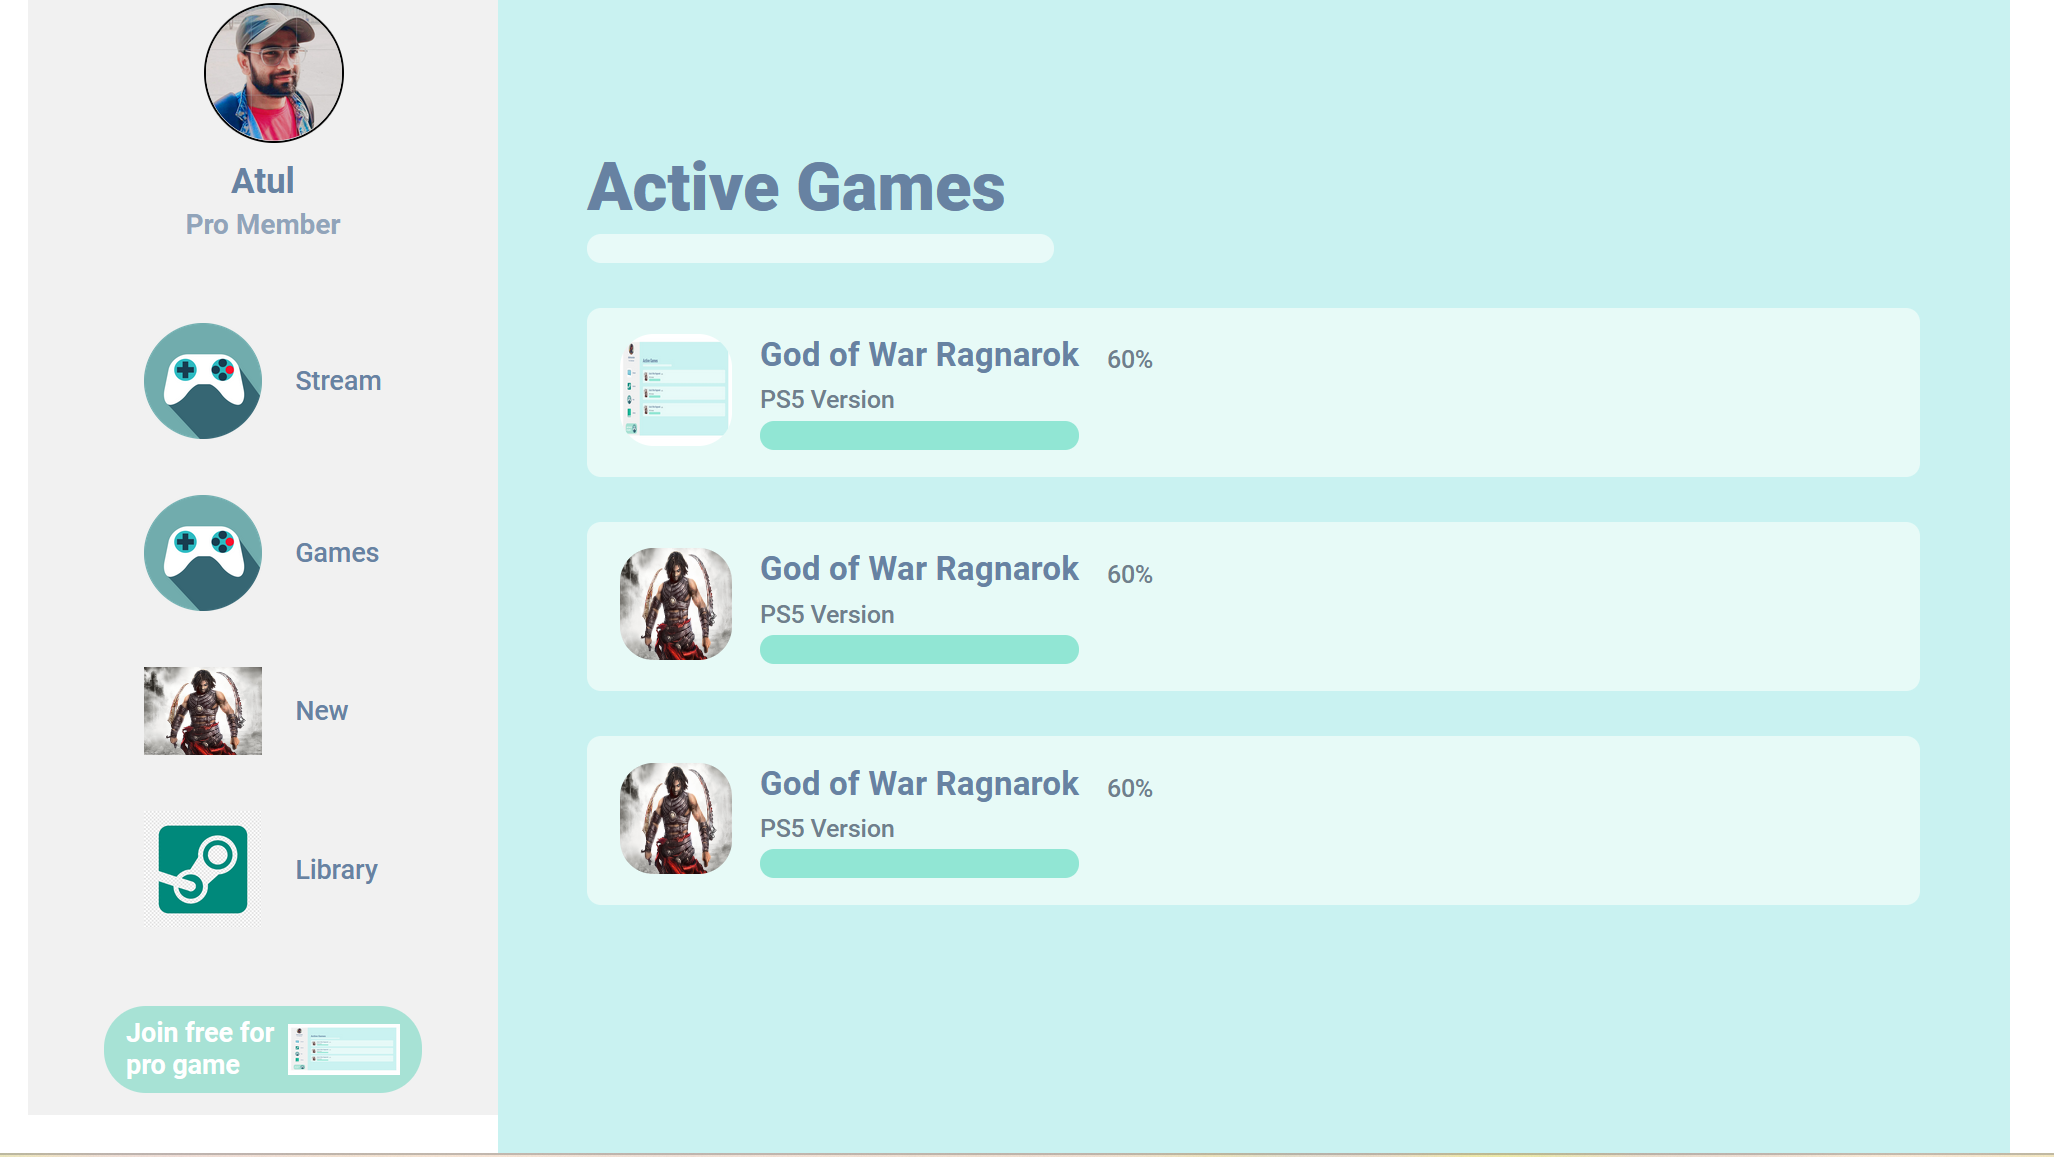 Atul
Pro Member
Stream
Games
New
Library
Join free for
pro game
Active Games
God of War Ragnarok 60%
PS5 Version
God of War Ragnarok 60%
PS5 Version
God of War Ragnarok 60%
PS5 Version